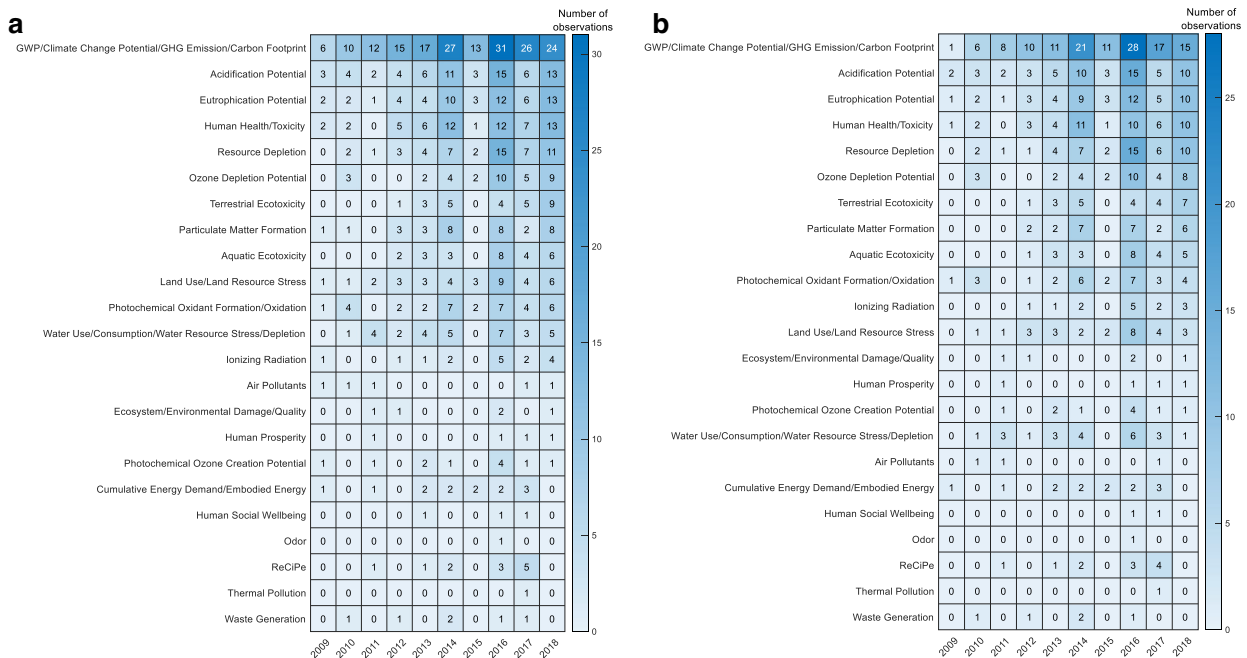 a
Number of
observations
GWP/Climate Change Potential/GHG Emission/Carbon Footprint 6 10 12 15 17 27 13 31 26 24
Acidification Potential 3 4 2 4 6 11 3 15 6 13
Eutrophication Potential 2 2 1 4 4 10 3 12 6 13
Human Health/Toxicity 2 2 0 5 6 12 1 12 7 13
Resource Depletion 0 2 1 3 4 7 2 15 7 11
Ozone Depletion Potential 0 3 0 0 2 4 2 10 5 9
Terrestrial Ecotoxicity 0 0 0 1 3 5 0 4 5 9
Particulate Matter Formation 1 1 0 3 3 8 0 8 2 8
Aquatic Ecotoxicity 0 0 0 2 3 3 0 8 4 6
Land Use/Land Resource Stress 1 1 2 3 3 4 3 9 4 6
Photochemical Oxidant Formation/Oxidation 1 4 0 2 2 7 2 7 4 6
Water Use/Consumption/Water Resource Stress/Depletion 0 1 4 2 4 5 0 7 3 5
Ionizing Radiation 1 0 0 1 1 2 0 5 2 4
Air Pollutants 1 1 1 0 0 0 0 0 1 1
Ecosystem/Environmental Damage/Quality 0 0 1 1 0 0 0 2 0 1
Human Prosperity 0 0 1 0 0 0 0 1 1 1
Photochemical Ozone Creation Potential 1 0 1 0 2 1 0 4 1 1
Cumulative Energy Demand/Embodied Energy 1 0 1 0 2 2 2 2 3 0
Human Social Wellbeing 0 0 0 0 1 0 0 1 1 0
Odor 0 0 0 0 0 0 0 1 0 0
ReCiPe 0 0 1 0 1 2 0 3 5 0
Thermal Pollution 0 0 0 0 0 0 0 0 1 0
Waste Generation 0 1 0 1 0 2 0 1 1 0
2009 2010 2011 2012 2013 2014 2015 2016 2017 2018
30
25
20
15
10
5
0
b
Number of
observations
GWP/Climate Change Potential/GHG Emission/Carbon Footprint 1 6 8 10 11 21 11 28 17 15
Acidification Potential 2 3 2 3 5 10 3 15 5 10
Eutrophication Potential 1 2 1 3 4 9 3 12 5 10
Human Health/Toxicity 1 2 0 3 4 11 1 10 6 10
Resource Depletion 0 2 1 1 4 7 2 15 6 10
Ozone Depletion Potential 0 3 0 0 2 4 2 10 4 8
Terrestrial Ecotoxicity 0 0 0 1 3 5 0 4 4 7
Particulate Matter Formation 0 0 0 2 2 7 0 7 2 6
Aquatic Ecotoxicity 0 0 0 1 3 3 0 8 4 5
Photochemical Oxidant Formation/Oxidation 1 3 0 1 2 6 2 7 3 4
Ionizing Radiation 0 0 0 1 1 2 0 5 2 3
Land Use/Land Resource Stress 0 1 1 3 3 2 2 8 4 3
Ecosystem/Environmental Damage/Quality 0 0 1 1 0 0 0 2 0 1
Human Prosperity 0 0 1 0 0 0 0 1 1 1
Photochemical Ozone Creation Potential 0 0 1 0 2 1 0 4 1 1
Water Use/Consumption/Water Resource Stress/Depletion 0 1 3 1 3 4 0 6 3 1
Air Pollutants 0 1 1 0 0 0 0 0 1 0
Cumulative Energy Demand/Embodied Energy 1 0 1 0 2 2 2 2 3 0
Human Social Wellbeing 0 0 0 0 0 0 0 1 1 0
Odor 0 0 0 0 0 0 0 1 0 0
ReCiPe 0 0 1 0 1 2 0 3 4 0
Thermal Pollution 0 0 0 0 0 0 0 0 1 0
Waste Generation 0 1 0 1 0 2 0 1 0 0
2009 2010 2011 2012 2013 2014 2015 2016 2017 2018
25
20
15
10
5
0